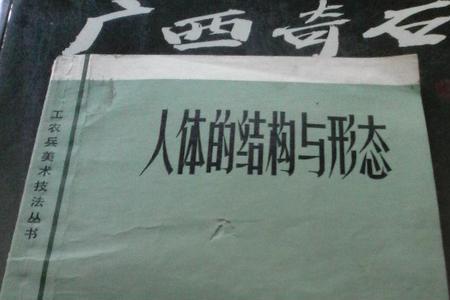 广西奇石
人体的结构与形态
工农兵美术技法丛书